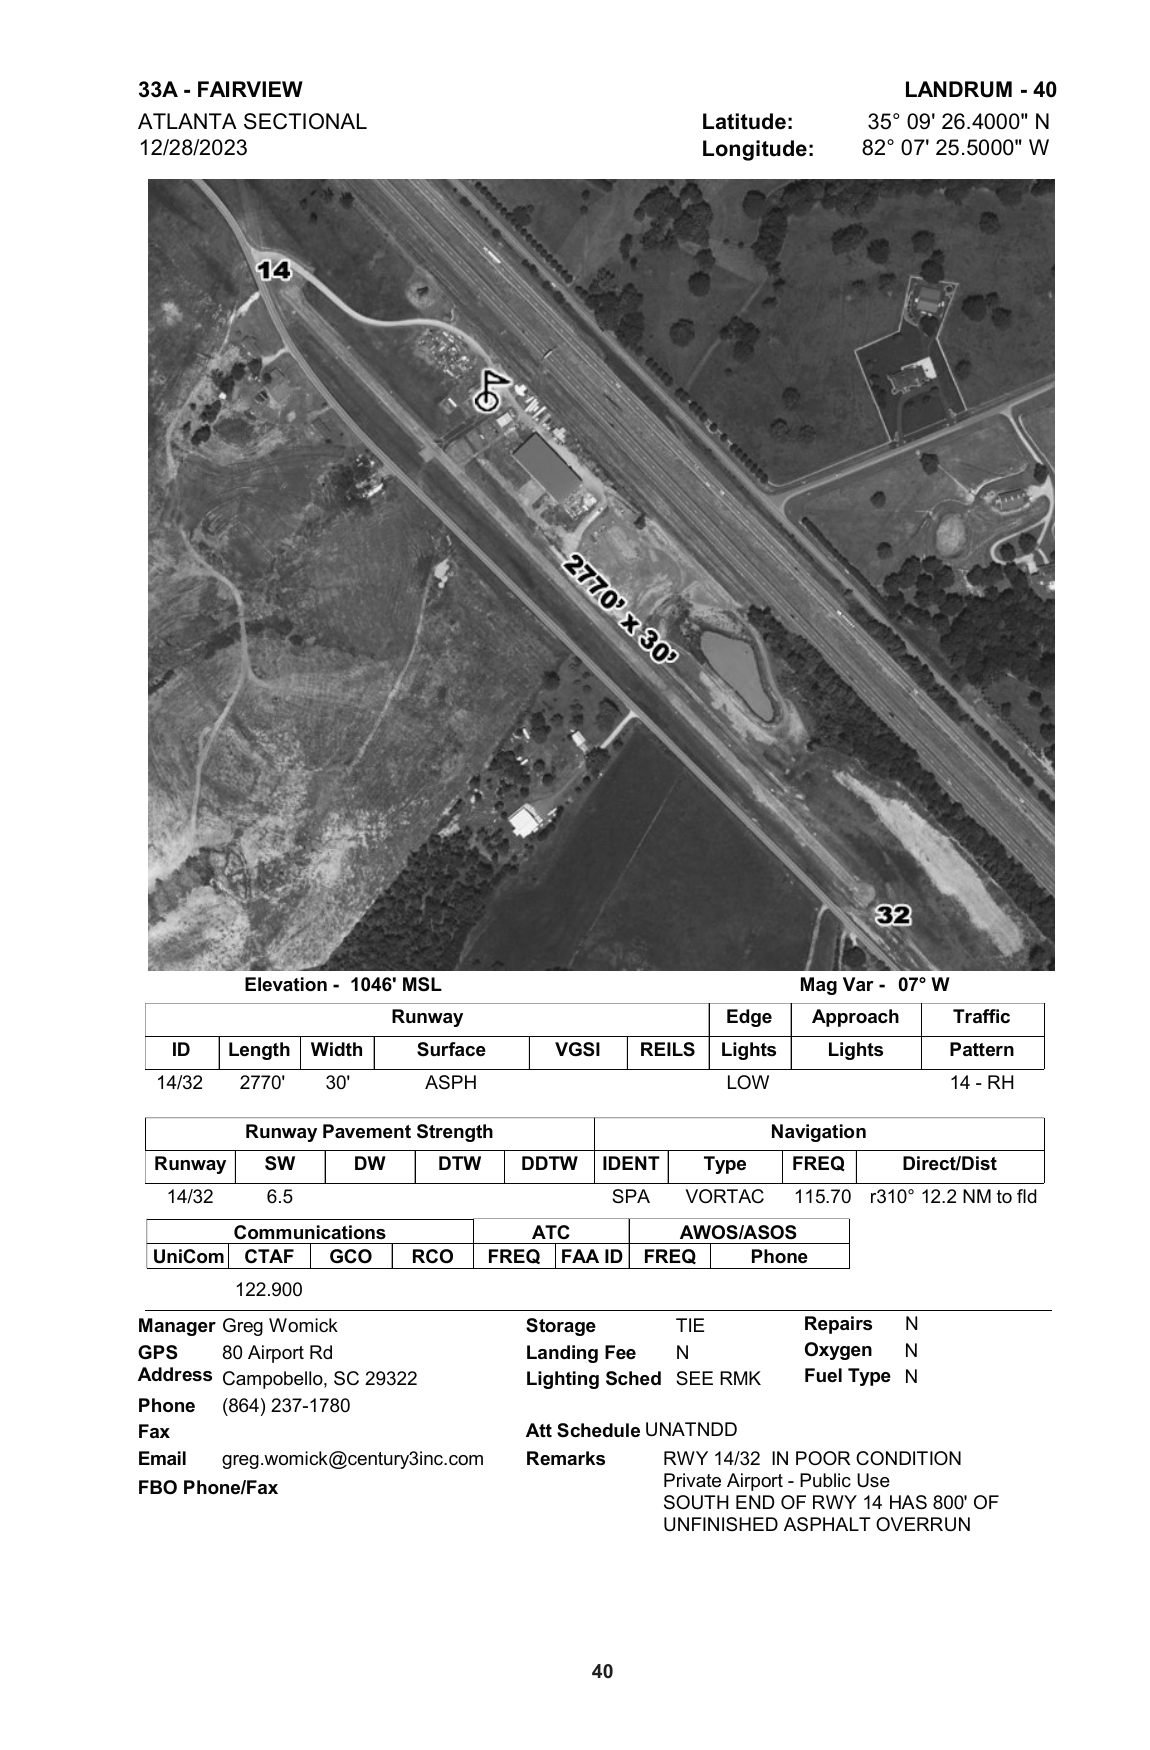 33A - FAIRVIEW LANDRUM - 40
ATLANTA SECTIONAL Latitude: 35° 09' 26.4000" N
12/28/2023 Longitude: 82° 07' 25.5000" W
14
2770' x 30'
32
Elevation - 1046' MSL Mag Var - 07° W
Runway Edge Approach Traffic
ID Length Width Surface VGSI REILS Lights Lights Pattern
14/32 2770' 30' ASPH LOW 14 - RH
Runway Pavement Strength Navigation
Runway SW DW DTW DDTW IDENT Type FREQ Direct/Dist
14/32 6.5 SPA VORTAC 115.70 r310° 12.2 NM to fld
Communications ATC AWOS/ASOS
UniCom CTAF GCO RCO FREQ FAA ID FREQ Phone
122.900
Manager Greg Womick Storage TIE Repairs N
GPS 80 Airport Rd Landing Fee N Oxygen N
Address Campobello, SC 29322 Lighting Sched SEE RMK Fuel Type N
Phone (864) 237-1780
Fax Att Schedule UNATNDD
Email greg.womick@century3inc.com Remarks RWY 14/32 IN POOR CONDITION
Private Airport - Public Use
FBO Phone/Fax
SOUTH END OF RWY 14 HAS 800' OF
UNFINISHED ASPHALT OVERRUN
40